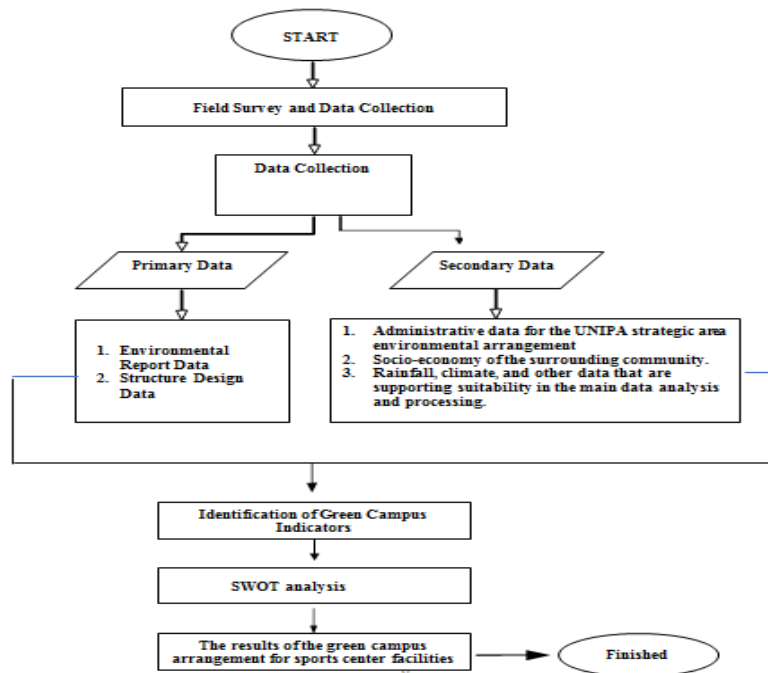 START
Field Survey and Data Collection
Data Collection
Primary Data
Secondary Data
1. Environmental
Report Data
2. Structure Design
Data
1. Administrative data for the UNIPA strategic area
environmental arrangement
2. Socio-economy of the surrounding community.
3. Rainfall, climate, and other data that are
supporting suitability in the main data analysis
and processing.
Identification of Green Campus
Indicators
SWOT analysis
The results of the green campus
arrangement for sports center facilities
Finished